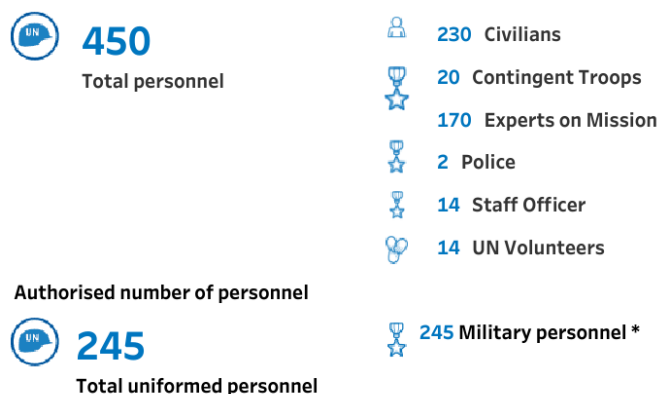 UN
450
Total personnel
230 Civilians
20 Contingent Troops
170 Experts on Mission
2 Police
14 Staff Officer
14 UN Volunteers
Authorised number of personnel
UN
245
Total uniformed personnel
245 Military personnel *